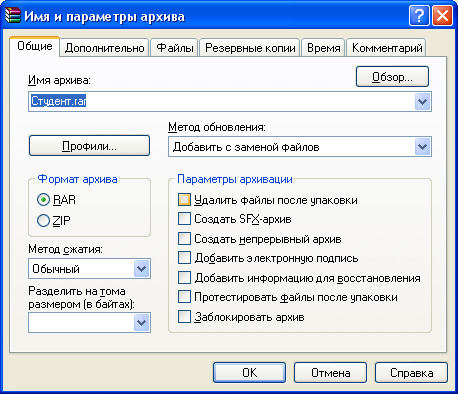 Имя и параметры архива
Общие Дополнительно Файлы Резервные копии Время Комментарий
Имя архива:
Обзор...
Студент.rar
Метод обновления:
Профили...
Добавить с заменой файлов
Формат архива
RAR
ZIP
Метод сжатия:
Обычный
Разделить на тома
размером (в байтах):
Параметры архивации
Удалить файлы после упаковки
Создать SFX-архив
Создать непрерывный архив
Добавить электронную подпись
Добавить информацию для восстановления
Протестировать файлы после упаковки
Заблокировать архив
OK Отмена Справка